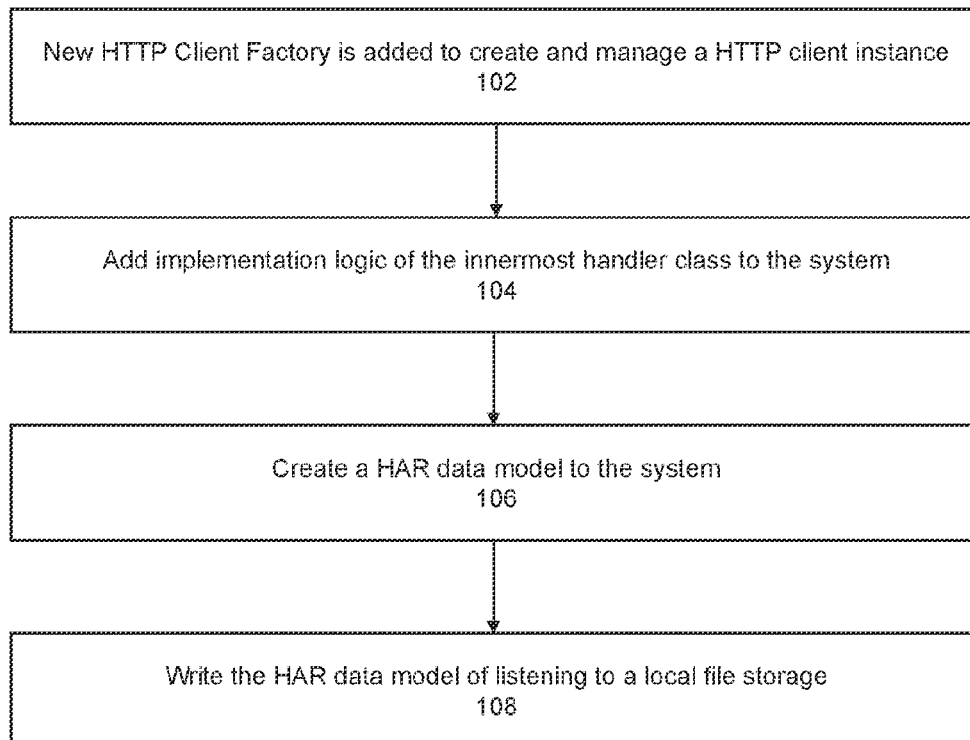 New HTTP Client Factory is added to create and manage a HTTP client instance
102
Add implementation logic of the innermost handler class to the system
104
Create a HAR data model to the system
106
Write the HAR data model of listening to a local file storage
108